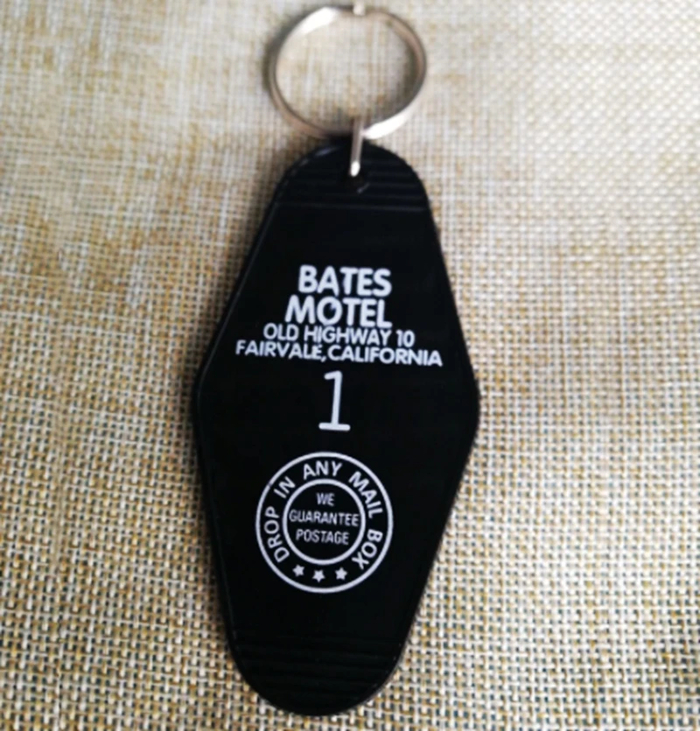 BATES
MOTEL
OLD HIGHWAY 10
FAIRVALE, CALIFORNIA
1
DROP IN ANY MAIL BOX
WE
GUARANTEE
POSTAGE